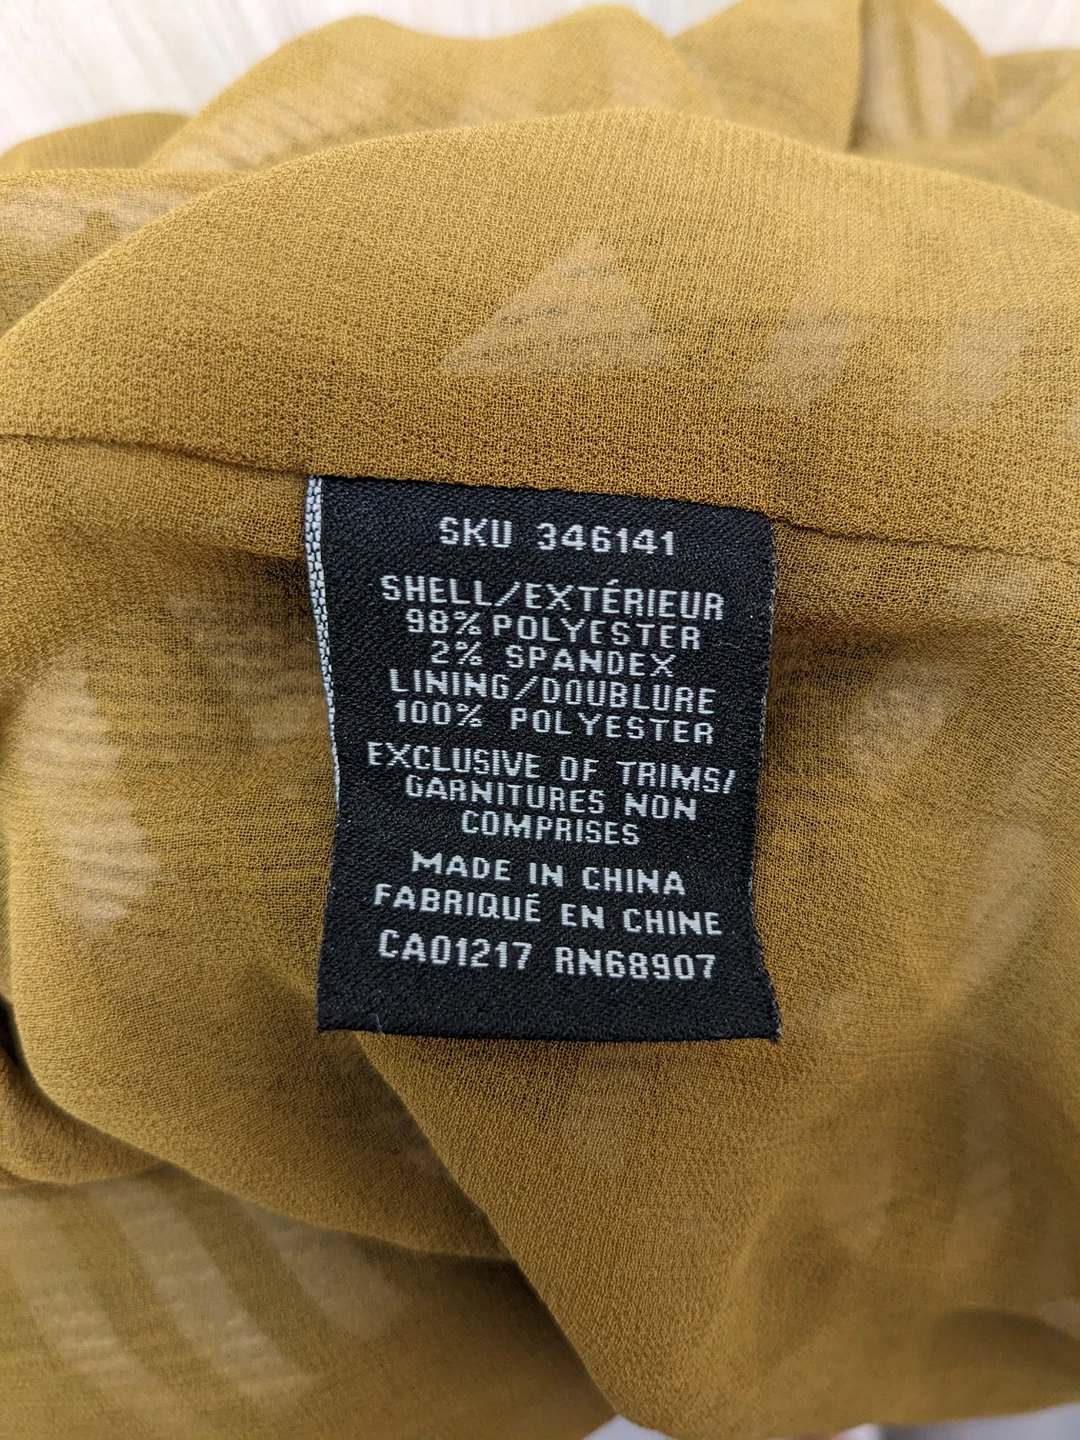 SKU 346141
SHELL/EXTÉRIEUR
98% POLYESTER
2% SPANDEX
LINING/DOUBLURE
100% POLYESTER
EXCLUSIVE OF TRIMS/
GARNITURES NON
COMPRISES
MADE IN CHINA
FABRIQUÉ EN CHINE
CA01217 RN68907